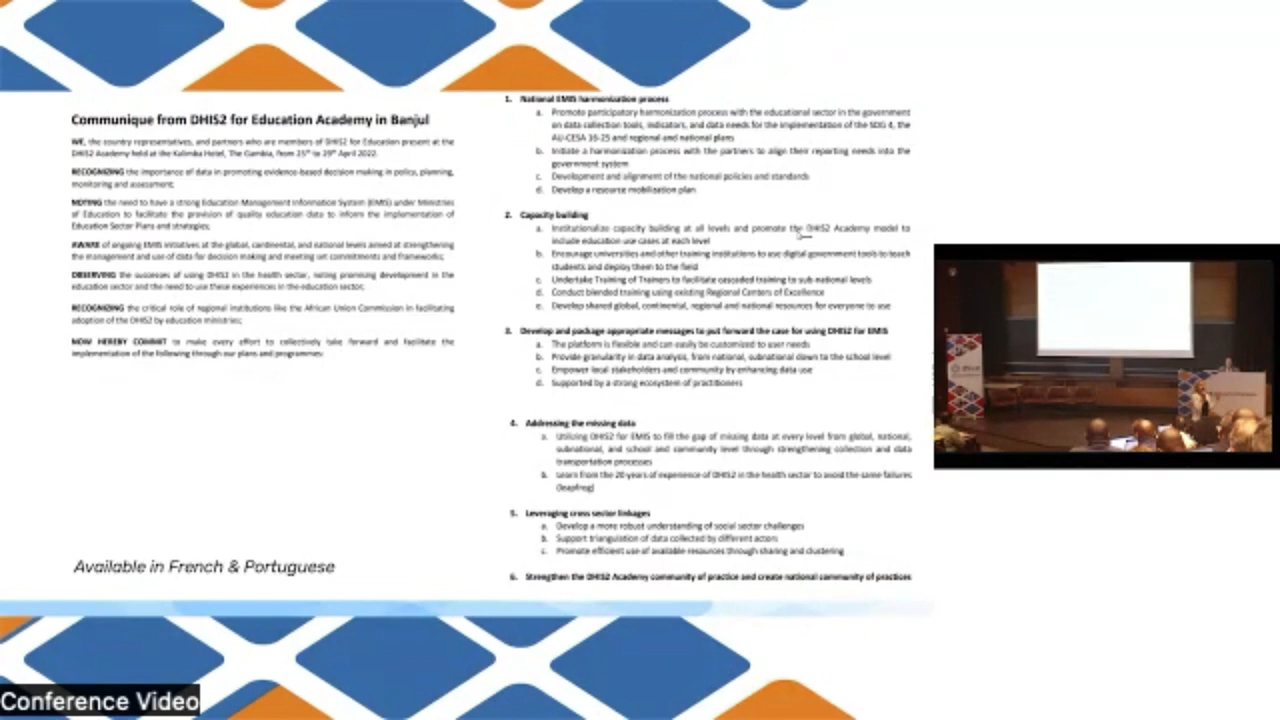 Communique from DHIS2 for Education Academy in Banjul
WE, the country representatives, and partners who are members of DHIS2 for Education present at the
DHIS2 Academy held at the Kalimba Hotel, The Gambia, from 25th to 29th April 2022.
RECOGNIZING the importance of data in promoting evidence-based decision making in policy, planning,
monitoring and assessment;
NOTING the need to have a strong Education Management Information System (EMIS) under Ministries
of Education to facilitate the provision of quality education data to inform the implementation of
Education Sector Plans and strategies;
AWARE of ongoing EMIS initiatives at the global, continental, and national levels aimed at strengthening
the management and use of data for decision making and meeting set commitments and frameworks;
OBSERVING the successes of using DHIS2 in the health sector, noting promising development in the
education sector and the need to use these experiences in the education sector;
RECOGNIZING the critical role of regional institutions like the African Union Commission in facilitating
adoption of the DHIS2 by education ministries;
NOW HEREBY COMMIT to make every effort to collectively take forward and facilitate the
implementation of the following through our plans and programmes:
Available in French & Portuguese
1. National EMIS harmonization process
a. Promote participatory harmonization process with the educational sector in the government
on data collection tools, indicators, and data needs for the implementation of the SDG 4, the
AU-CESA 16-25 and regional and national plans
b. Initiate a harmonization process with the partners to align their reporting needs into the
government system
c. Development and alignment of the national policies and standards
d. Develop a resource mobilization plan
2. Capacity building
a. Institutionalize capacity building at all levels and promote the DHIS2 Academy model to
include education use cases at each level
b. Encourage universities and other training institutions to use digital government tools to teach
students and deploy them to the field
c. Undertake Training of Trainers to facilitate cascaded training to sub-national levels
d. Conduct blended training using existing Regional Centers of Excellence
e. Develop shared global, continental, regional and national resources for everyone to use
3. Develop and package appropriate messages to put forward the case for using DHIS2 for EMIS
a. The platform is flexible and can easily be customized to user needs
b. Provide granularity in data analysis, from national, subnational down to the school level
c. Empower local stakeholders and community by enhancing data use
d. Supported by a strong ecosystem of practitioners
4. Addressing the missing data
a. Utilizing DHIS2 for EMIS to fill the gap of missing data at every level from global, national,
subnational, and school and community level through strengthening collection and data
transportation processes
b. Learn from the 20 years of experience of DHIS2 in the health sector to avoid the same failures
(leapfrog)
5. Leveraging cross sector linkages
a. Develop a more robust understanding of social sector challenges
b. Support triangulation of data collected by different actors
c. Promote efficient use of available resources through sharing and clustering
6. Strengthen the DHIS2 Academy community of practice and create national community of practices
Conference Video